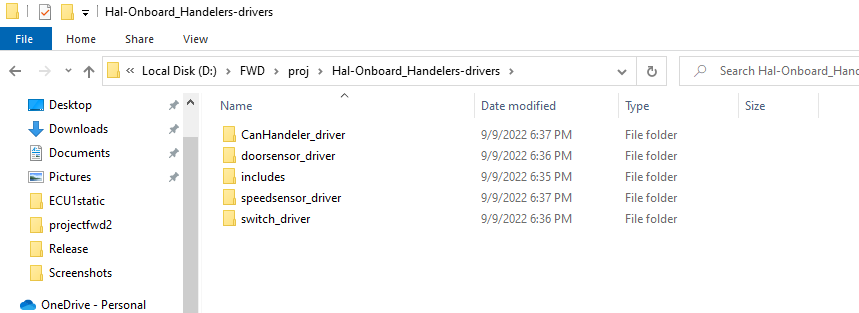 Hal-Onboard_Handelers-drivers
File Home Share View
« Local Disk (D:) > FWD > proj > Hal-Onboard_Handelers-drivers >
Search Hal-Onboard_Hand
Desktop
Downloads
Documents
Pictures
ECU1static
projectfwd2
Release
Screenshots
OneDrive - Personal
Name Date modified Type Size
CanHandeler_driver 9/9/2022 6:37 PM File folder
doorsensor_driver 9/9/2022 6:36 PM File folder
includes 9/9/2022 6:35 PM File folder
speedsensor_driver 9/9/2022 6:37 PM File folder
switch_driver 9/9/2022 6:36 PM File folder